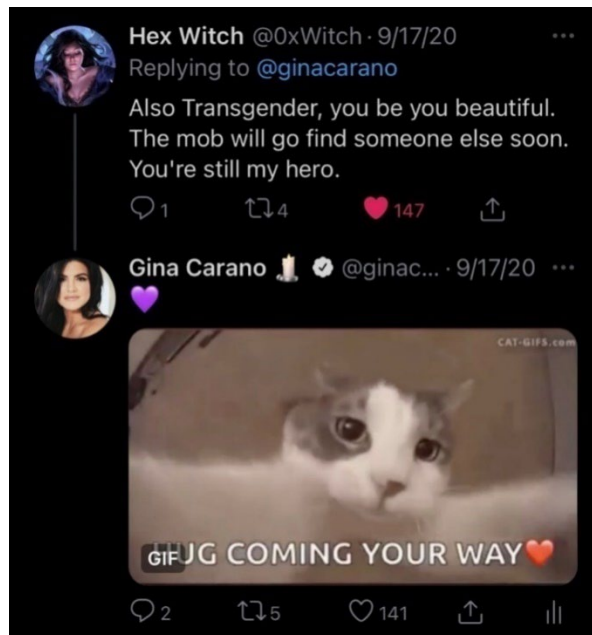 Hex Witch @0xWitch · 9/17/20 ...
Replying to @ginacarano
Also Transgender, you be you beautiful.
The mob will go find someone else soon.
You're still my hero.
1 4 147
Gina Carano @ginac... · 9/17/20 ...
CAT-GIFS.com
GIF UG COMING YOUR WAY
2 5 141